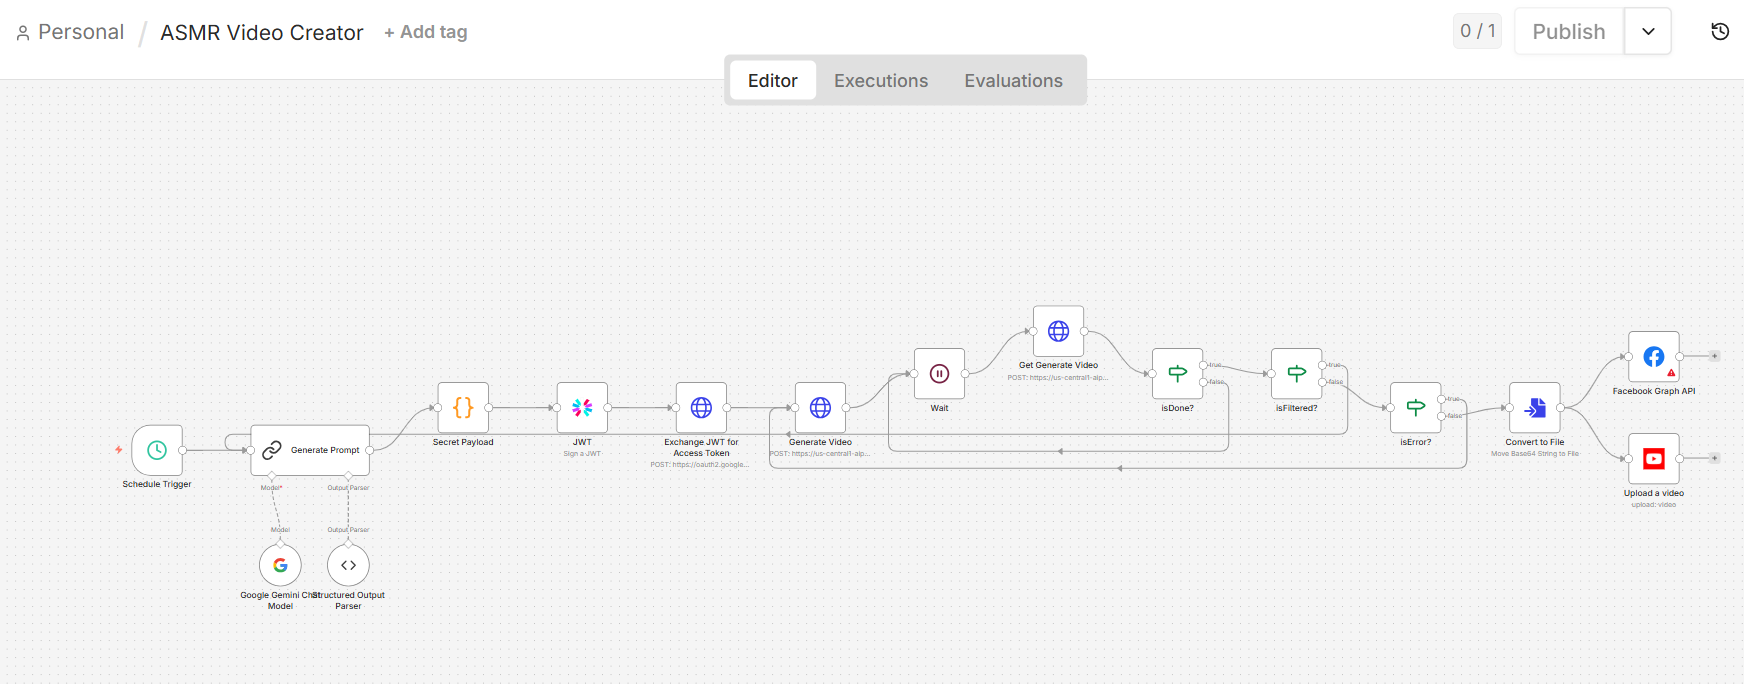 Personal / ASMR Video Creator + Add tag
0 / 1
Publish
Editor Executions Evaluations
Get Generate Video
POST: https://us-central1-aip...
true
false
isDone?
true
false
isFiltered?
Wait
Facebook Graph API
true
false
isError?
Secret Payload
JWT
Sign a JWT
Exchange JWT for
Access Token
POST: https://oauth2.google...
Generate Video
POST: https://us-central1-aip...
Convert to File
Move Base64 String to File
Generate Prompt
Schedule Trigger
Model*
Output Parser
Upload a video
upload: video
Model
Output Parser
Google Gemini Chat
Model
Structured Output
Parser